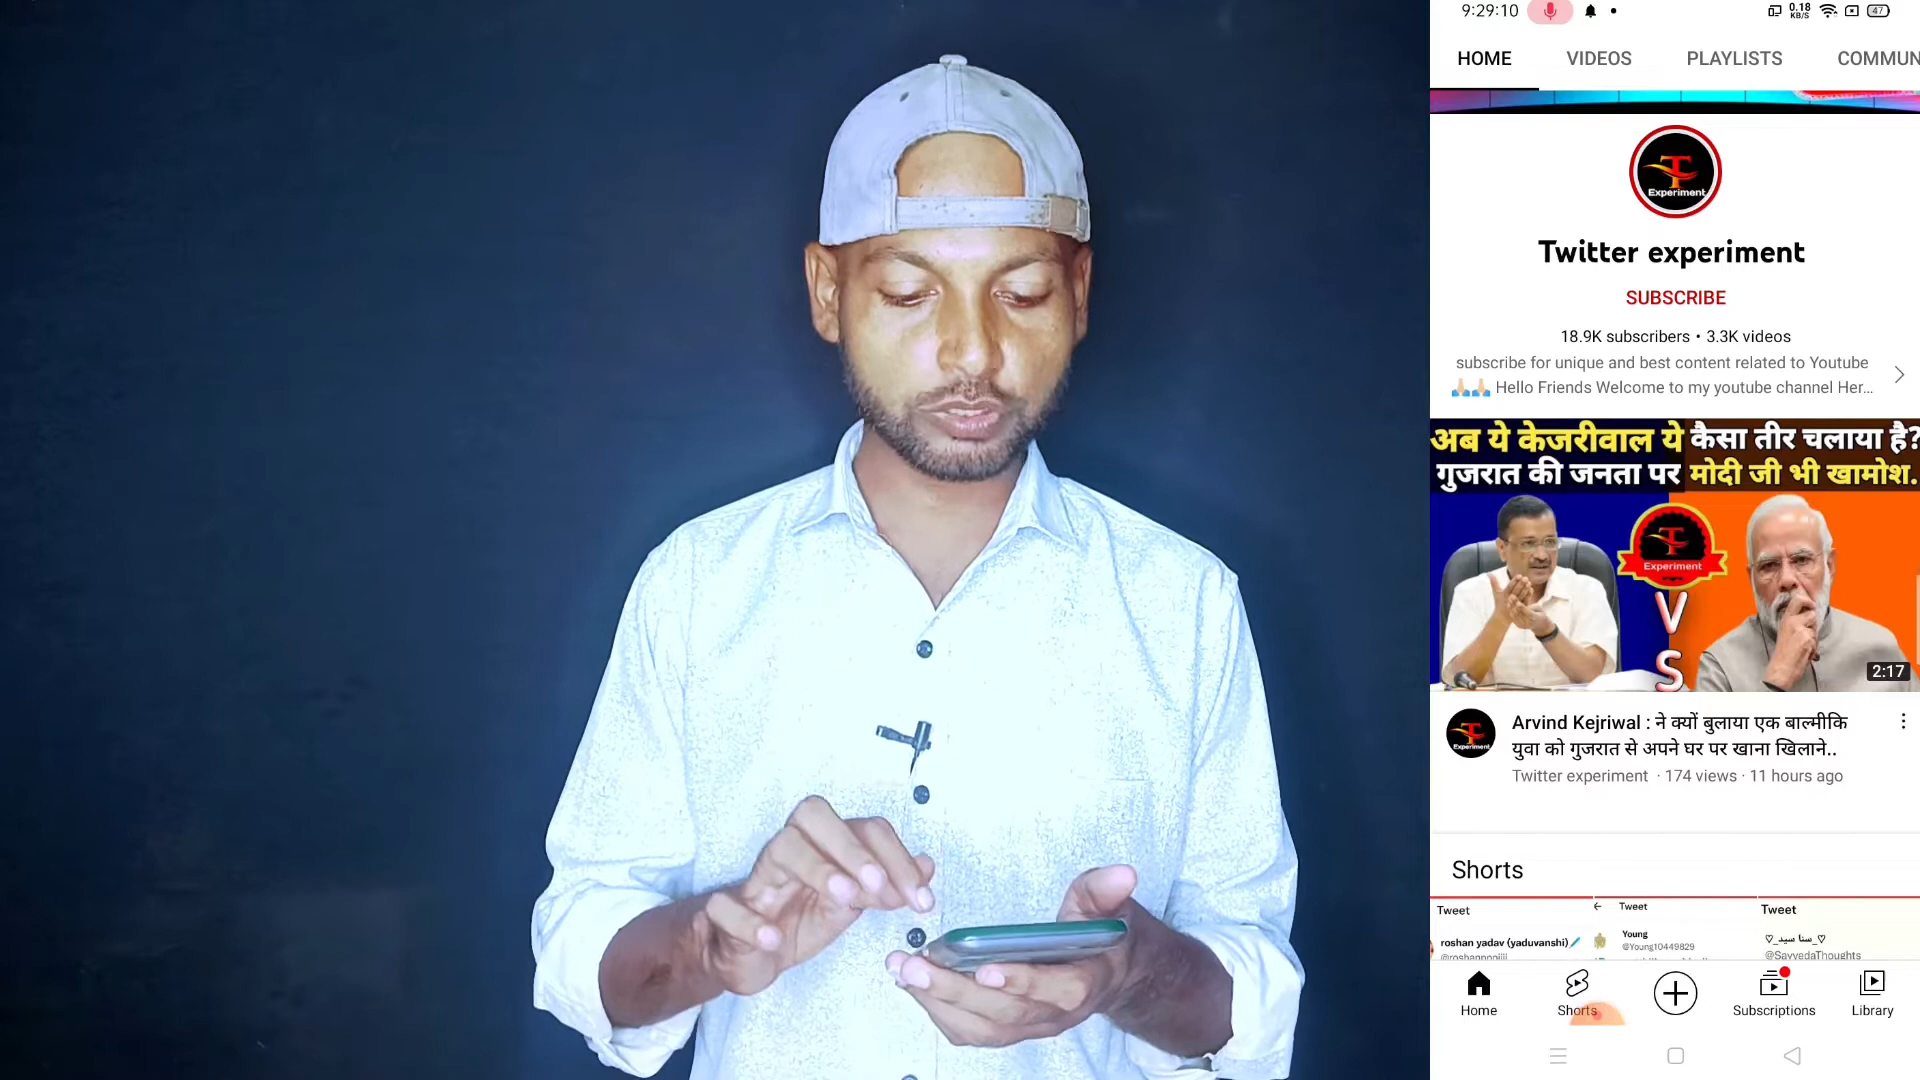 9:29:10
0.18
KB/S
47
HOME
VIDEOS
PLAYLISTS
COMMUN
T
Experiment
Twitter experiment
SUBSCRIBE
18.9K subscribers • 3.3K videos
subscribe for unique and best content related to Youtube
🙏🙏 Hello Friends Welcome to my youtube channel Her...
अब ये केजरीवाल ये कैसा तीर चलाया है?
गुजरात की जनता पर मोदी जी भी खामोश.
T
Experiment
V
S
2:17
T
Experiment
Arvind Kejriwal : ने क्यों बुलाया एक बाल्मीकि
युवा को गुजरात से अपने घर पर खाना खिलाने..
Twitter experiment · 174 views · 11 hours ago
Shorts
Tweet
roshan yadav (yaduvanshi)
Tweet
Young
@Young10449829
Tweet
♡_سنا سيد_♡
@SayyedaThoughts
Home
Shorts
Subscriptions
Library